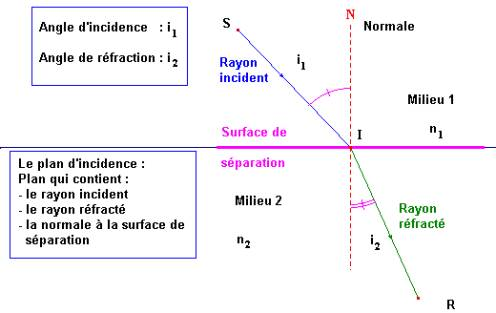 Angle d'incidence : i1
Angle de réfraction : i2
S
N
Normale
Rayon
incident
i1
Milieu 1
n1
Surface de
séparation
I
Le plan d'incidence :
Plan qui contient :
- le rayon incident
- le rayon réfracté
- la normale à la surface de
séparation
Milieu 2
n2
i2
Rayon
réfracté
R